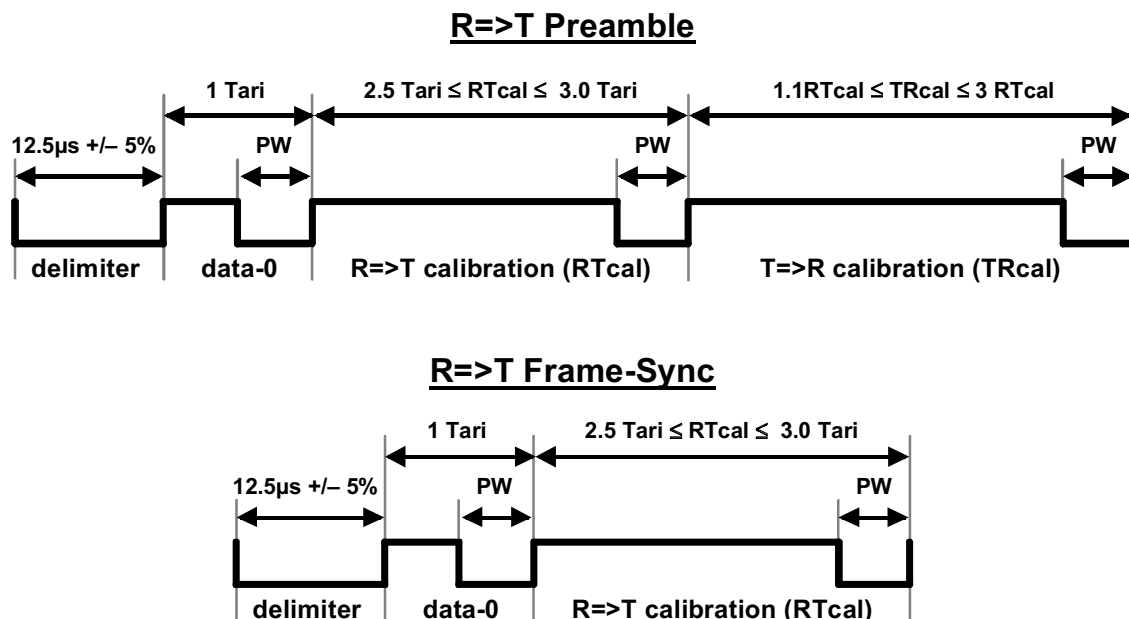 R=>T Preamble
1 Tari
2.5 Tari ≤ RTcal ≤ 3.0 Tari
1.1RTcal ≤ TRcal ≤ 3 RTcal
12.5µs +/– 5%
PW
PW
PW
delimiter
data-0
R=>T calibration (RTcal)
T=>R calibration (TRcal)
R=>T Frame-Sync
1 Tari
2.5 Tari ≤ RTcal ≤ 3.0 Tari
12.5µs +/– 5%
PW
PW
delimiter
data-0
R=>T calibration (RTcal)